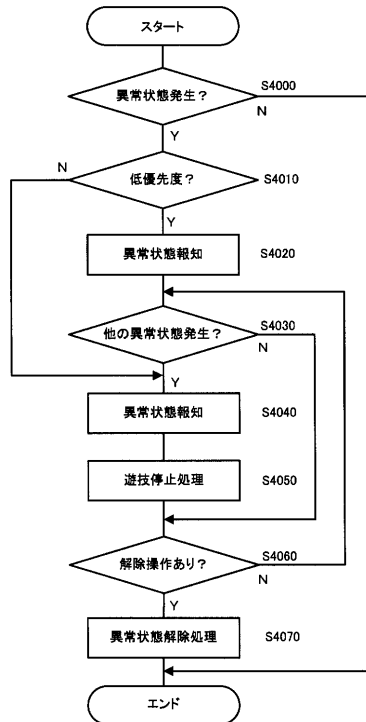 スタート
異常状態発生？
S4000
N
Y
N
低優先度？
S4010
Y
異常状態報知
S4020
他の異常状態発生？
S4030
N
Y
異常状態報知
S4040
遊技停止処理
S4050
解除操作あり？
S4060
N
Y
異常状態解除処理
S4070
エンド